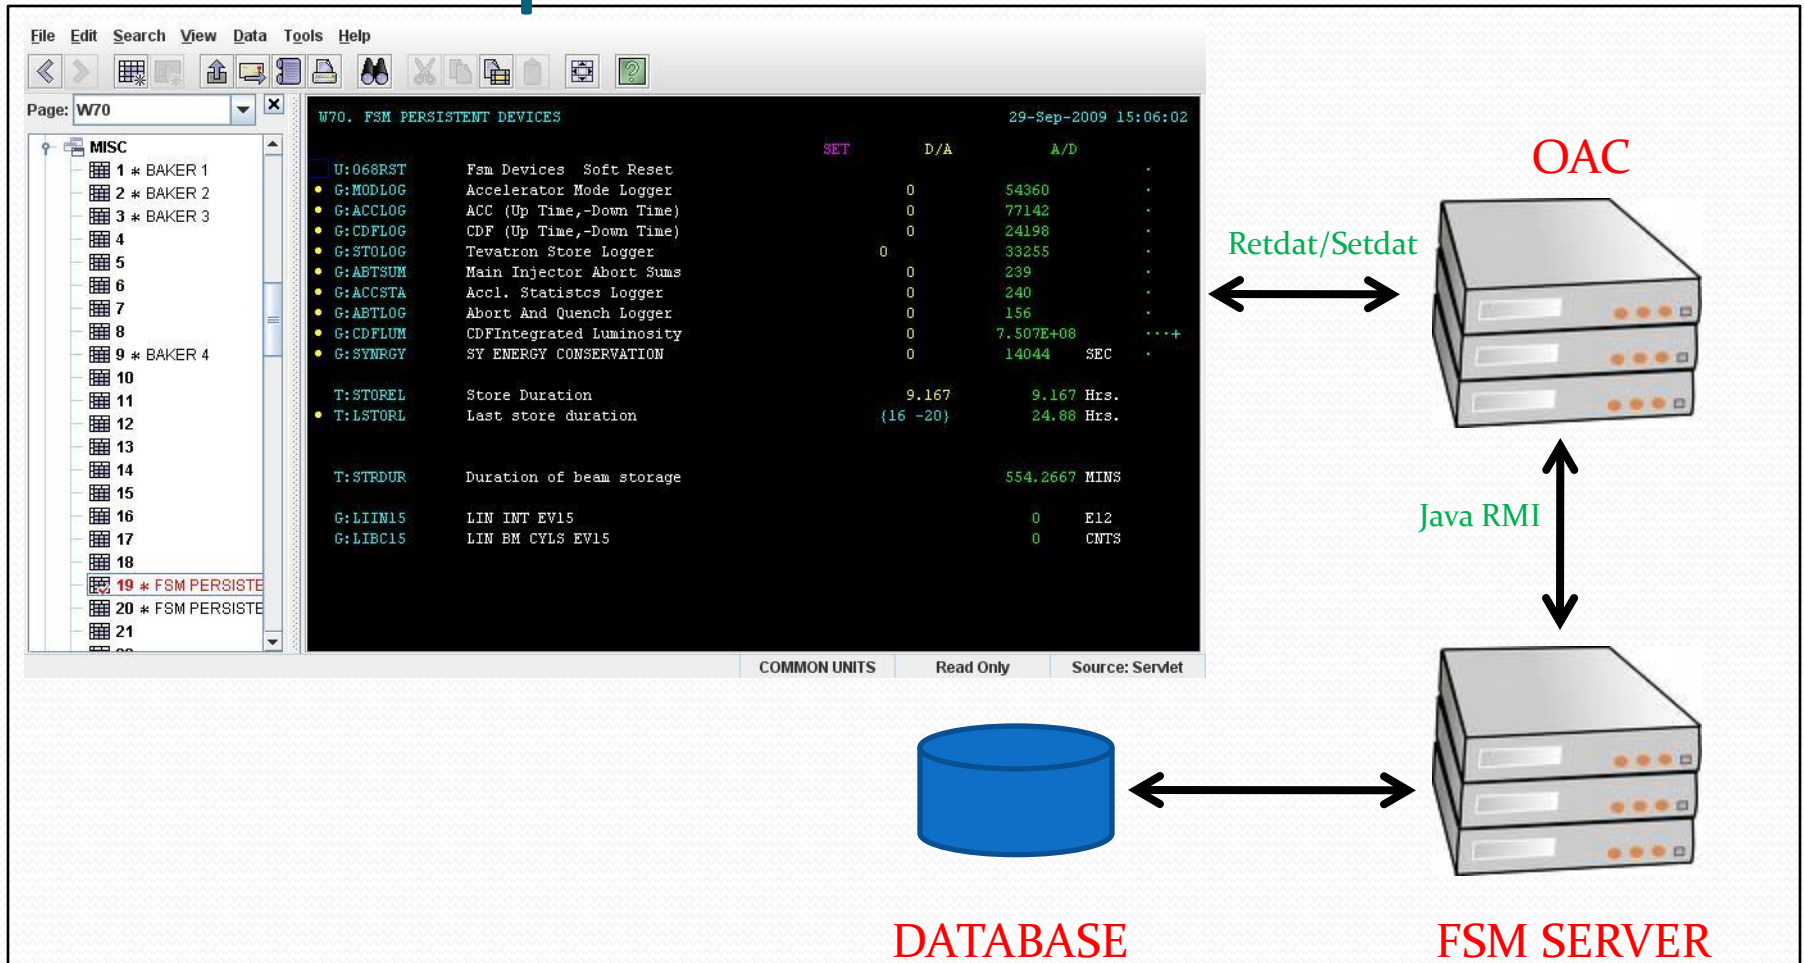 File Edit Search View Data Tools Help
Page: W70
MISC
1 * BAKER 1
2 * BAKER 2
3 * BAKER 3
4
5
6
7
8
9 * BAKER 4
10
11
12
13
14
15
16
17
18
19 * FSM PERSISTE
20 * FSM PERSISTE
21
W70. FSM PERSISTENT DEVICES 29-Sep-2009 15:06:02
SET D/A A/D
U:068RST Fsm Devices Soft Reset
G:MODLOG Accelerator Mode Logger 0 54360
G:ACCLOG ACC (Up Time,-Down Time) 0 77142
G:CDFLOG CDF (Up Time,-Down Time) 0 24198
G:STOLOG Tevatron Store Logger 0 33255
G:ABTSUM Main Injector Abort Sums 0 239
G:ACCSTA Accl. Statistcs Logger 0 240
G:ABTLOG Abort And Quench Logger 0 156
G:CDFLUM CDFIntegrated Luminosity 0 7.507E+08 ...+
G:SYNRGY SY ENERGY CONSERVATION 0 14044 SEC
T:STOREL Store Duration 9.167 9.167 Hrs.
T:LSTORL Last store duration {16 -20} 24.88 Hrs.
T:STRDUR Duration of beam storage 554.2667 MINS
G:LIIN15 LIN INT EV15 0 E12
G:LIBC15 LIN BM CYLS EV15 0 CNTS
COMMON UNITS Read Only Source: Servlet
OAC
Retdat/Setdat
Java RMI
DATABASE
FSM SERVER